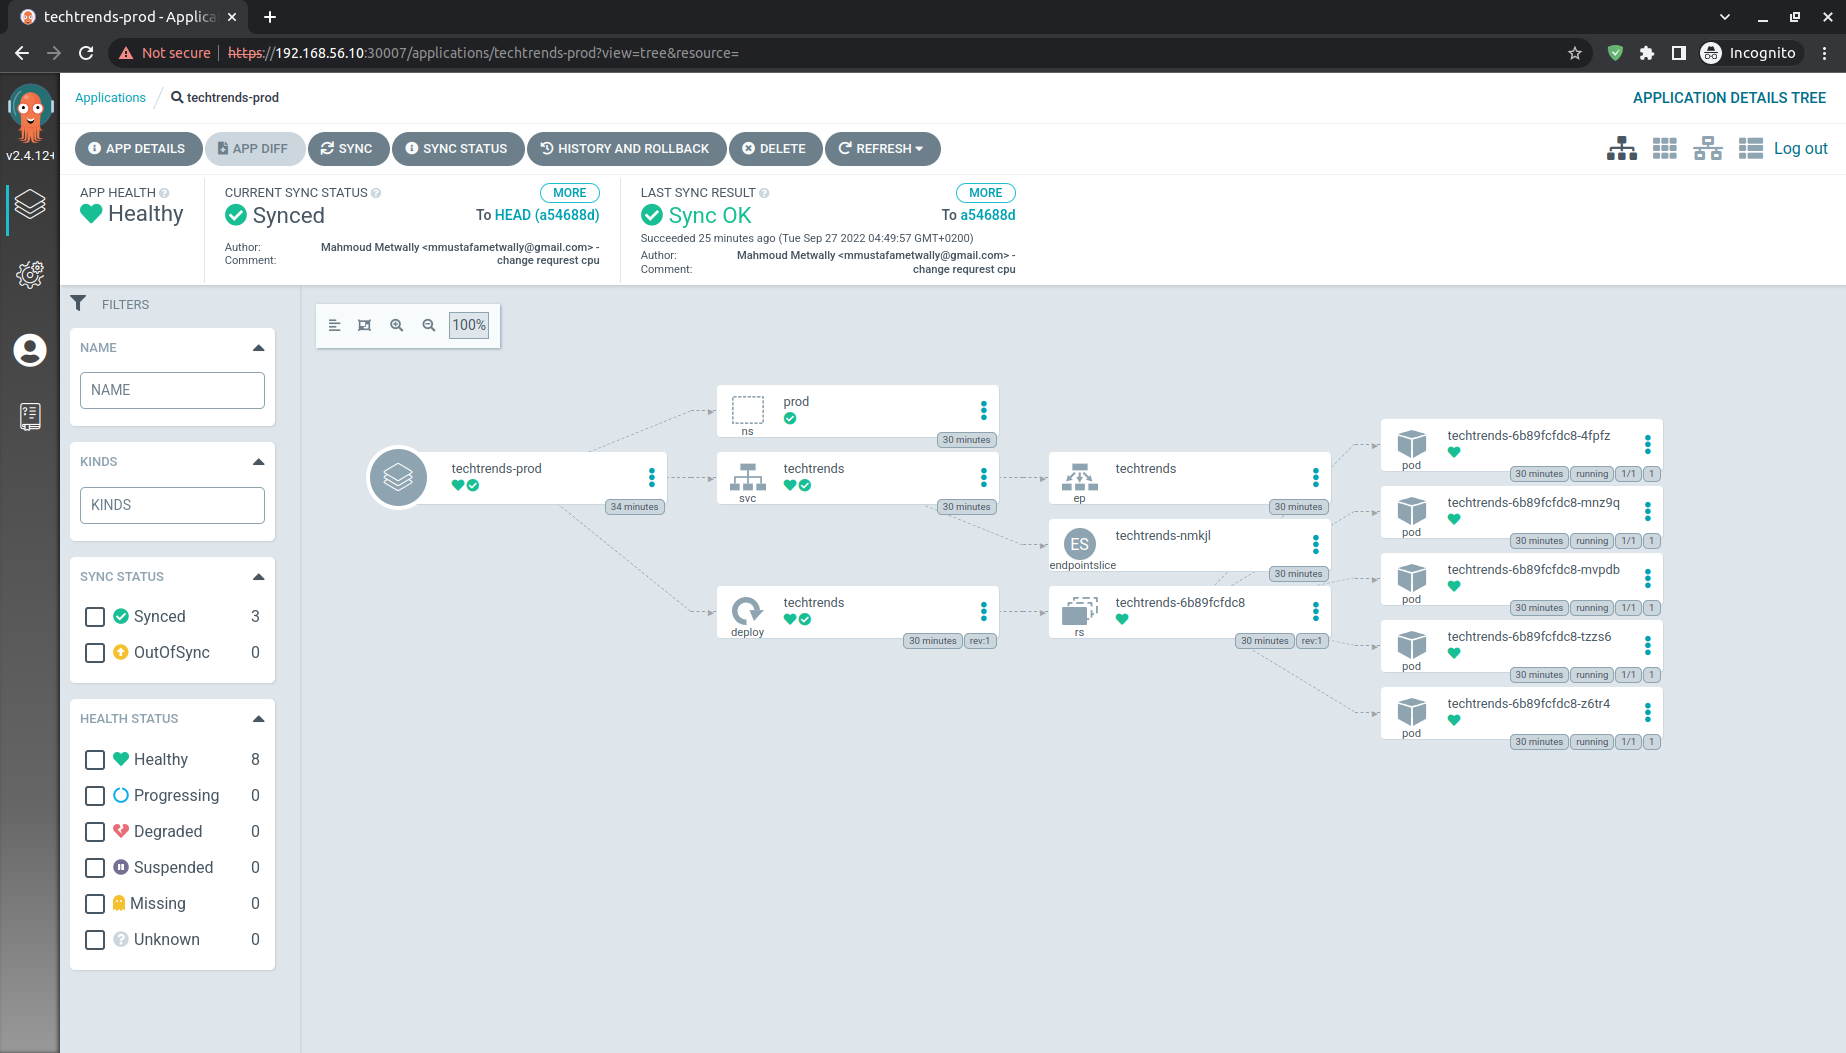 techtrends-prod - Applica
Not secure
https://192.168.56.10:30007/applications/techtrends-prod?view=tree&resource=
Incognito
v2.4.12+
Applications / techtrends-prod
APPLICATION DETAILS TREE
APP DETAILS
APP DIFF
SYNC
SYNC STATUS
HISTORY AND ROLLBACK
DELETE
REFRESH
Log out
APP HEALTH
Healthy
CURRENT SYNC STATUS
MORE
Synced
To HEAD (a54688d)
Author:
Mahmoud Metwally <mmustafametwally@gmail.com> -
Comment:
change requrest cpu
LAST SYNC RESULT
MORE
Sync OK
To a54688d
Succeeded 25 minutes ago (Tue Sep 27 2022 04:49:57 GMT+0200)
Author:
Mahmoud Metwally <mmustafametwally@gmail.com> -
Comment:
change requrest cpu
FILTERS
NAME
NAME
KINDS
KINDS
SYNC STATUS
Synced 3
OutOfSync 0
HEALTH STATUS
Healthy 8
Progressing 0
Degraded 0
Suspended 0
Missing 0
Unknown 0
100%
techtrends-prod
34 minutes
prod
ns
30 minutes
techtrends
svc
30 minutes
techtrends
deploy
30 minutes rev:1
techtrends
ep
30 minutes
ES
techtrends-nmkjl
endpointslice
30 minutes
techtrends-6b89fcfdc8
rs
30 minutes rev:1
techtrends-6b89fcfdc8-4fpfz
pod
30 minutes running 1/1 1
techtrends-6b89fcfdc8-mnz9q
pod
30 minutes running 1/1 1
techtrends-6b89fcfdc8-mvpdb
pod
30 minutes running 1/1 1
techtrends-6b89fcfdc8-tzzs6
pod
30 minutes running 1/1 1
techtrends-6b89fcfdc8-z6tr4
pod
30 minutes running 1/1 1